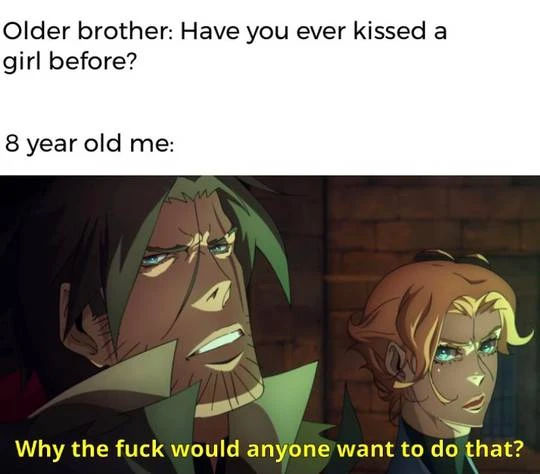 Older brother: Have you ever kissed a
girl before?
8 year old me:
Why the fuck would anyone want to do that?